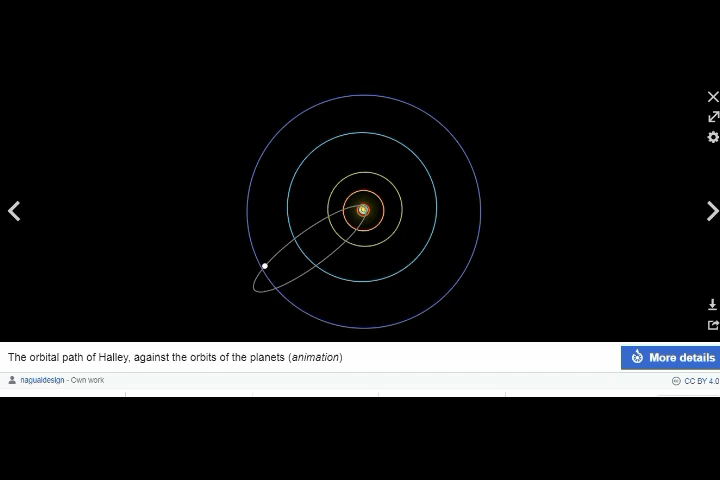 The orbital path of Halley, against the orbits of the planets (animation)
More details
nagualdesign - Own work
CC BY 4.0